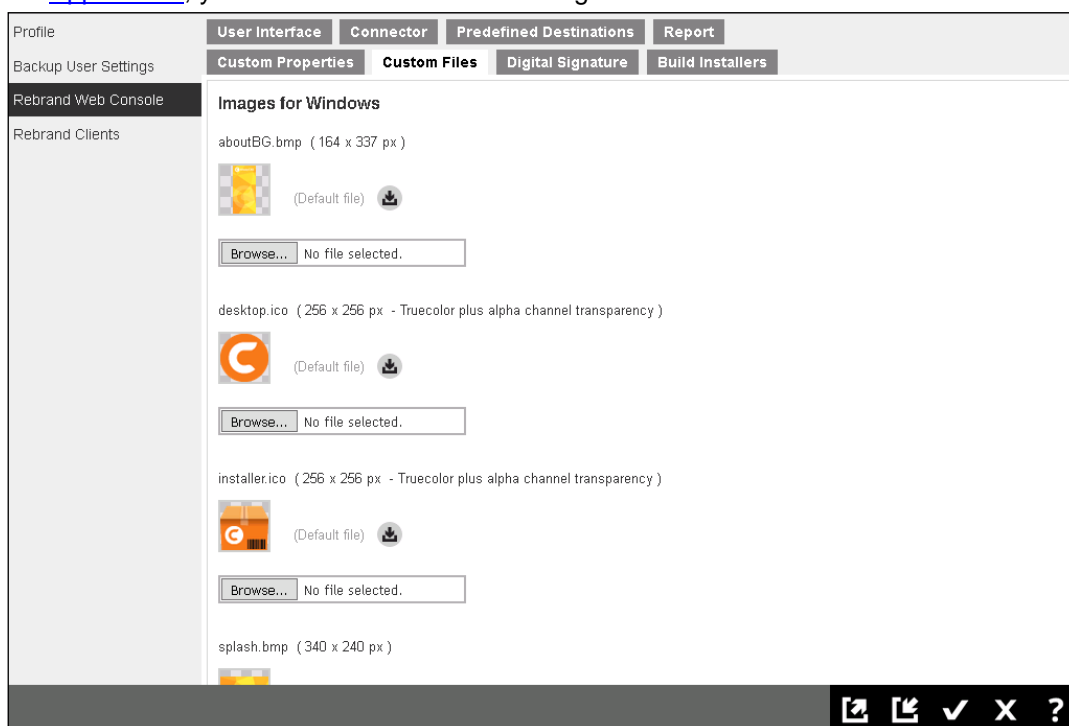 Profile
Backup User Settings
Rebrand Web Console
Rebrand Clients
User Interface Connector Predefined Destinations Report
Custom Properties Custom Files Digital Signature Build Installers
Images for Windows
aboutBG.bmp ( 164 x 337 px )
(Default file)
Browse... No file selected.
desktop.ico ( 256 x 256 px - Truecolor plus alpha channel transparency )
(Default file)
Browse... No file selected.
installer.ico ( 256 x 256 px - Truecolor plus alpha channel transparency )
(Default file)
Browse... No file selected.
splash.bmp ( 340 x 240 px )
X ?